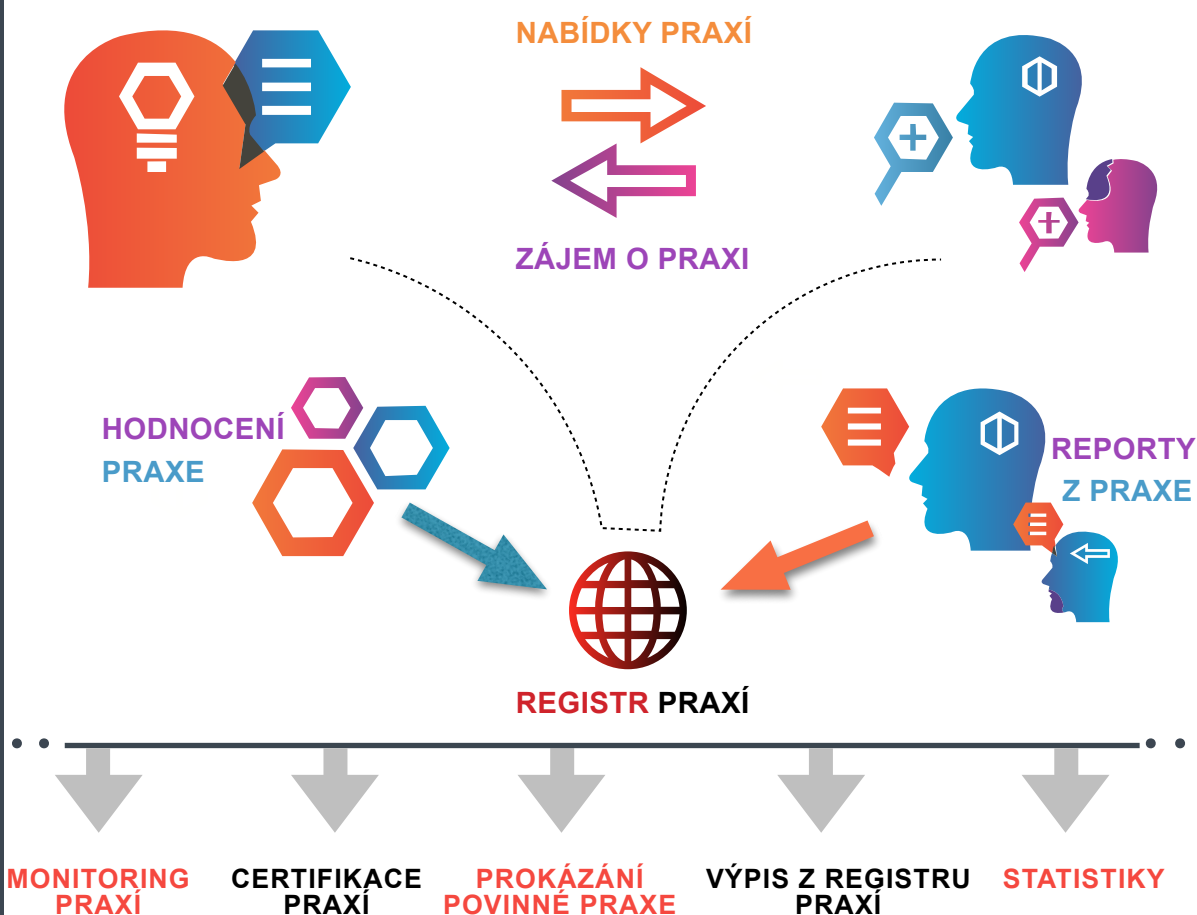 NABÍDKY PRAXÍ
ZÁJEM O PRAXI
HODNOCENÍ
PRAXE
REPORTY
Z PRAXE
REGISTR PRAXÍ
MONITORING
PRAXÍ
CERTIFIKACE
PRAXÍ
PROKÁZÁNÍ
POVINNÉ PRAXE
VÝPIS Z REGISTRU
PRAXÍ
STATISTIKY